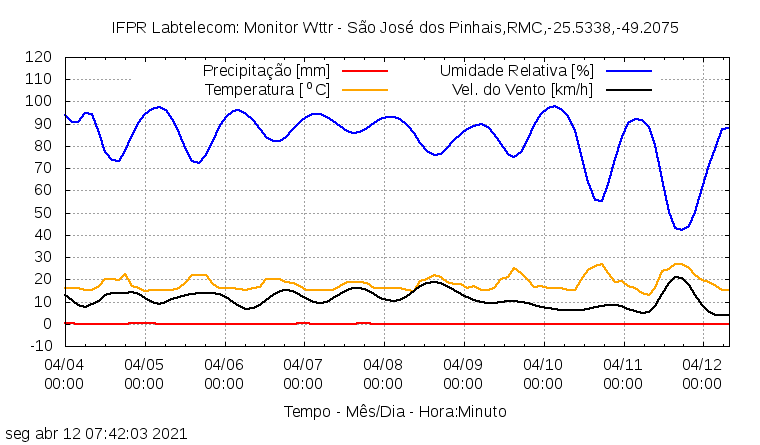 IFPR Labtelecom: Monitor Wttr - São José dos Pinhais,RMC,-25.5338,-49.2075
Precipitação [mm]
Umidade Relativa [%]
Temperatura [⁰C]
Vel. do Vento [km/h]
120
110
100
90
80
70
60
50
40
30
20
10
0
-10
04/04 04/05 04/06 04/07 04/08 04/09 04/10 04/11 04/12
00:00 00:00 00:00 00:00 00:00 00:00 00:00 00:00 00:00
Tempo - Mês/Dia - Hora:Minuto
seg abr 12 07:42:03 2021